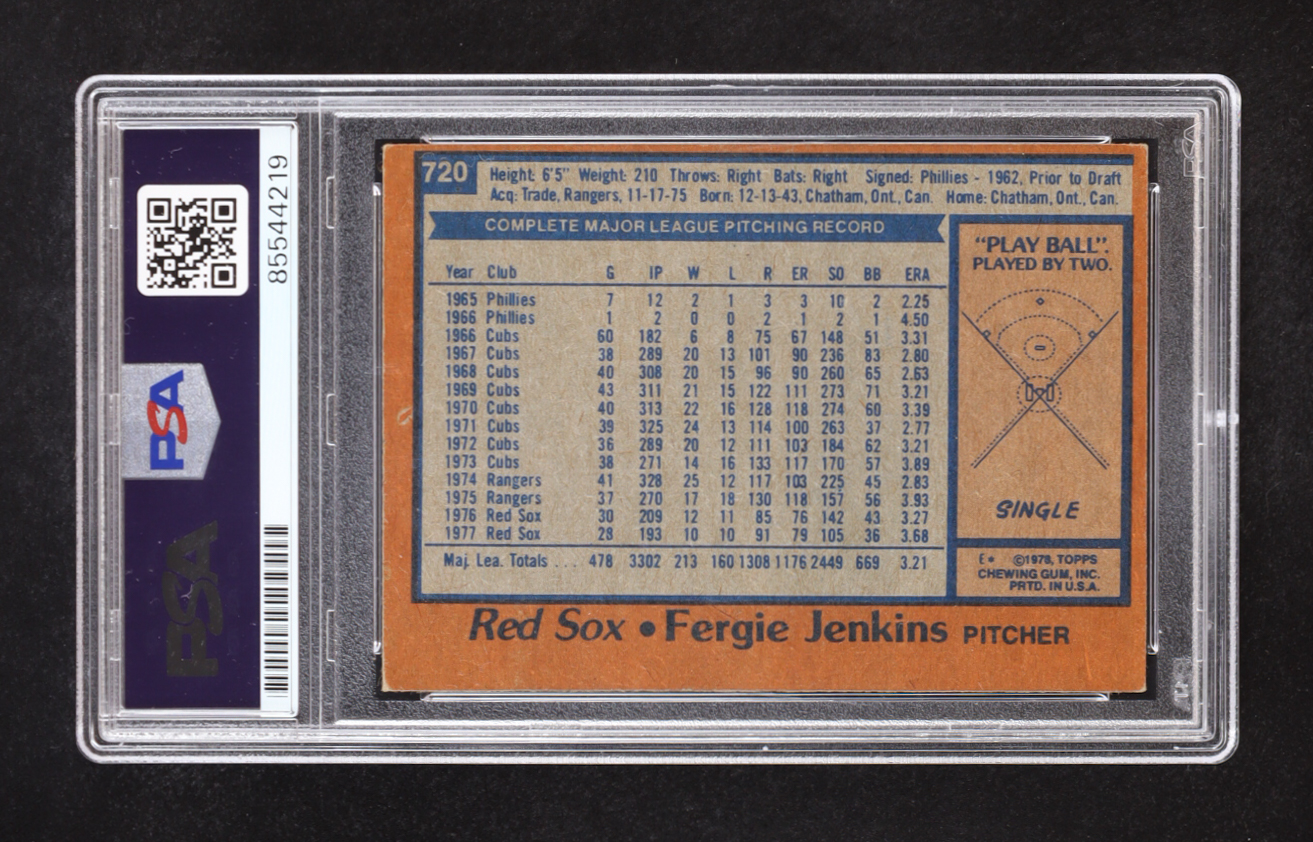 85544219
PSA
PSA
720
Height: 6'5" Weight: 210 Throws: Right Bats: Right Signed: Phillies - 1962, Prior to Draft
Acq: Trade, Rangers, 11-17-75 Born: 12-13-43, Chatham, Ont., Can. Home: Chatham, Ont., Can.
COMPLETE MAJOR LEAGUE PITCHING RECORD
Year Club G IP W L R ER SO BB ERA
1965 Phillies 7 12 2 1 3 3 10 2 2.25
1966 Phillies 1 2 0 0 2 1 2 1 4.50
1966 Cubs 60 182 6 8 75 67 148 51 3.31
1967 Cubs 38 289 20 13 101 90 236 83 2.80
1968 Cubs 40 308 20 15 96 90 260 65 2.63
1969 Cubs 43 311 21 15 122 111 273 71 3.21
1970 Cubs 40 313 22 16 128 118 274 60 3.39
1971 Cubs 39 325 24 13 114 100 263 37 2.77
1972 Cubs 36 289 20 12 111 103 184 62 3.21
1973 Cubs 38 271 14 16 133 117 170 57 3.89
1974 Rangers 41 328 25 12 117 103 225 45 2.83
1975 Rangers 37 270 17 18 130 118 157 56 3.93
1976 Red Sox 30 209 12 11 85 76 142 43 3.27
1977 Red Sox 28 193 10 10 91 79 105 36 3.68
Maj. Lea. Totals . . . 478 3302 213 160 1308 1176 2449 669 3.21
"PLAY BALL".
PLAYED BY TWO.
SINGLE
E* ©1978, TOPPS
CHEWING GUM, INC.
PRTD. IN U.S.A.
Red Sox • Fergie Jenkins PITCHER